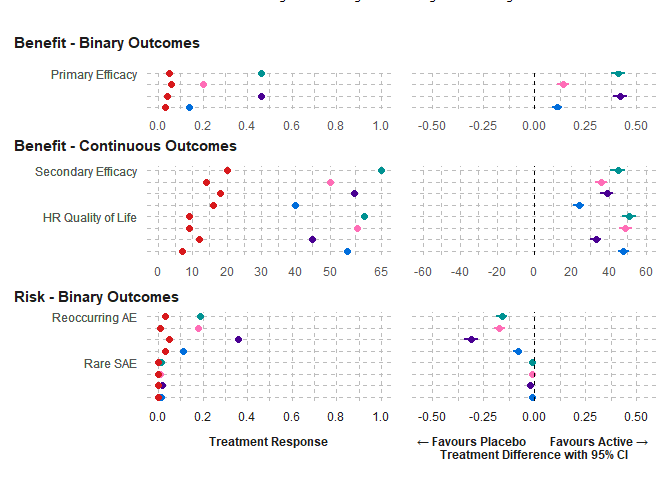 Benefit - Binary Outcomes
Primary Efficacy
0.0 0.2 0.4 0.6 0.8 1.0 -0.50 -0.25 0.00 0.25 0.50
Benefit - Continuous Outcomes
Secondary Efficacy
HR Quality of Life
0 10 20 30 40 50 65 -60 -40 -20 0 20 40 60
Risk - Binary Outcomes
Reoccurring AE
Rare SAE
0.0 0.2 0.4 0.6 0.8 1.0 -0.50 -0.25 0.00 0.25 0.50
Treatment Response ← Favours Placebo Favours Active →
Treatment Difference with 95% CI